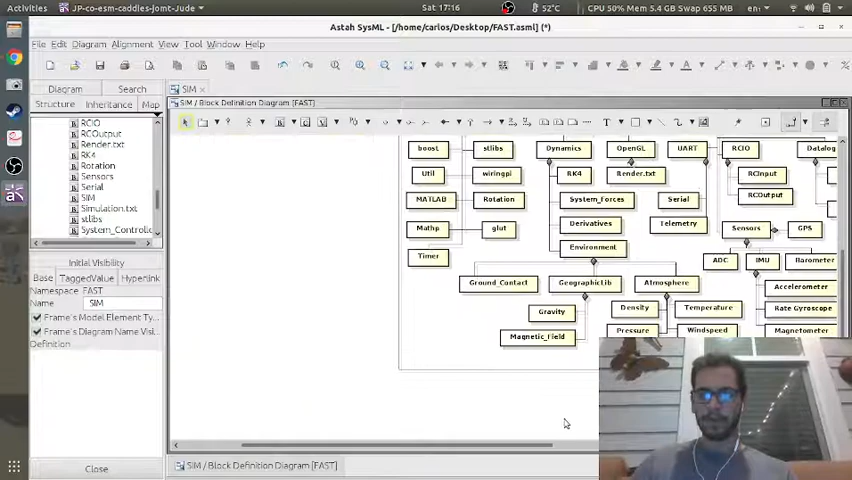 Activities
JP-co-esm-caddies-Jomt-Jude
Sat 17:16
52°C
CPU 50% Mem 5.4 GB Swap 655 MB
en
Astah SysML - [/home/carlos/Desktop/FAST.asml] (*)
File Edit Diagram Alignment View Tool Window Help
Diagram
Search
Structure
Inheritance
Map
RCIO
RCOutput
Render.txt
RK4
Rotation
Sensors
Serial
SIM
Simulation.txt
stlibs
System_Controlle
Initial Visibility
Base
TaggedValue
Hyperlink
Namespace FAST
Name SIM
Frame's Model Element Ty...
Frame's Diagram Name Visi...
Definition
Close
SIM
SIM / Block Definition Diagram [FAST]
boost
stlibs
Dynamics
OpenGL
UART
RCIO
Datalog
Util
wiringpi
RK4
Render.txt
RCInput
MATLAB
Rotation
System_Forces
Serial
RCOutput
Mathp
glut
Derivatives
Telemetry
Sensors
GPS
Timer
Environment
ADC
IMU
Barometer
Ground_Contact
GeographicLib
Atmosphere
Accelerometer
Gravity
Density
Temperature
Rate Gyroscope
Magnetic_Field
Pressure
Windspeed
Magnetometer
SIM / Block Definition Diagram [FAST]